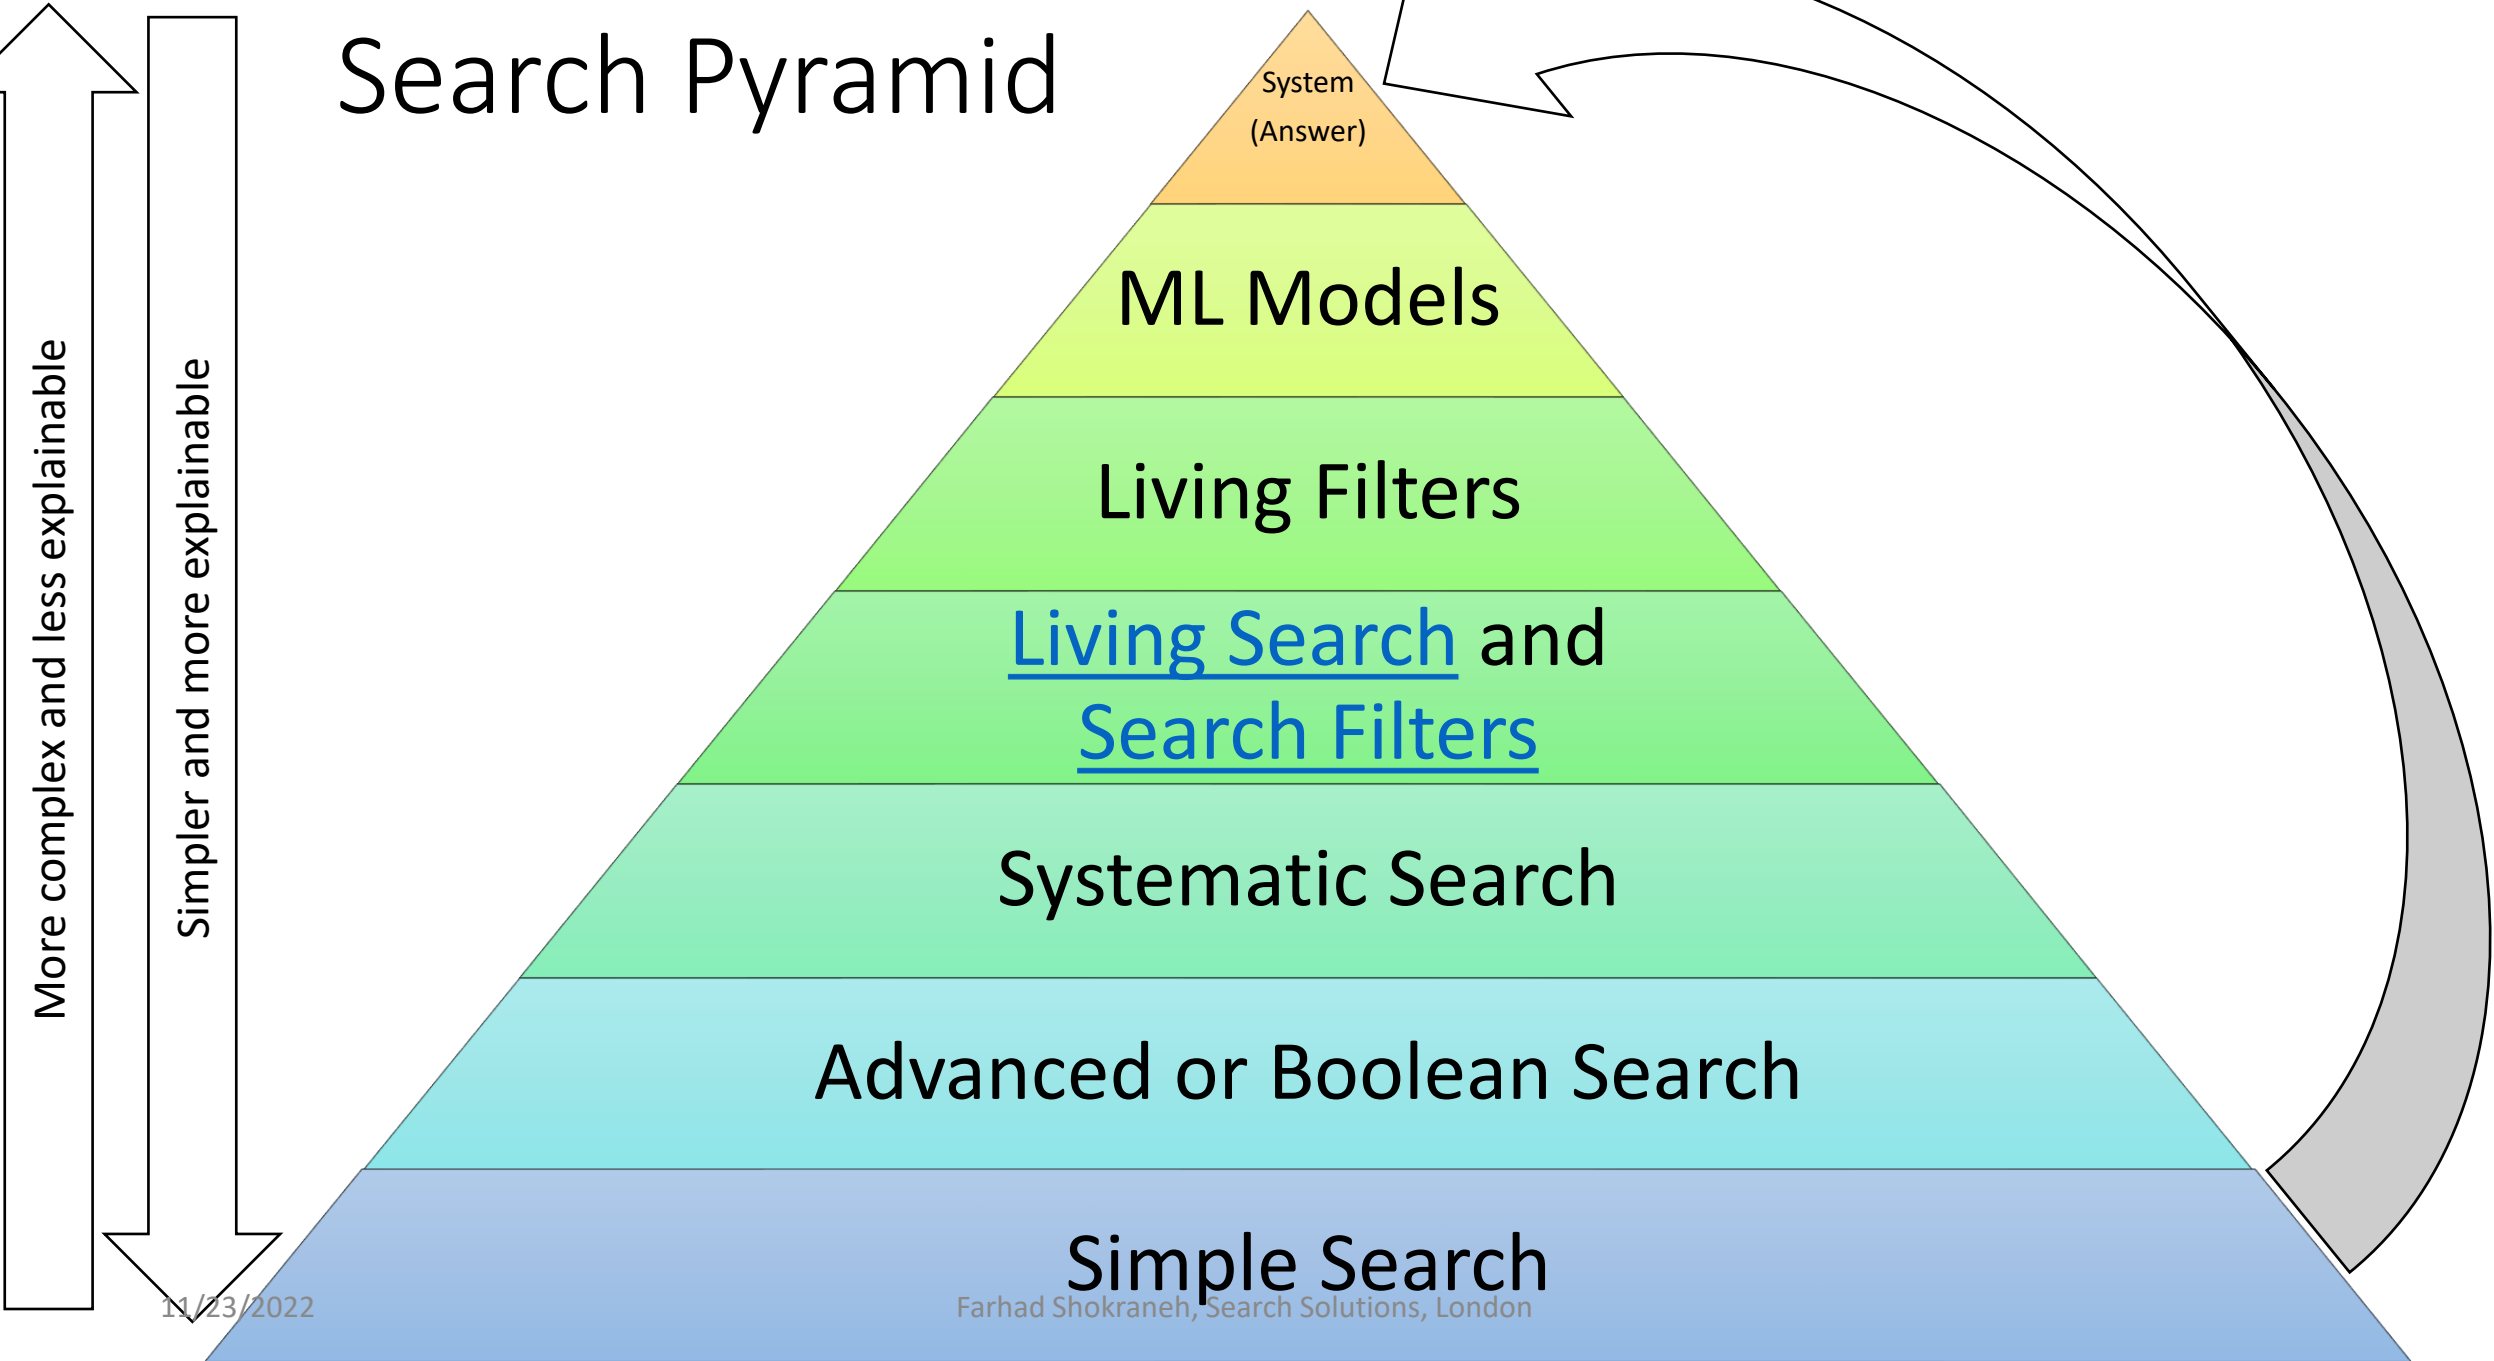 Search Pyramid
System
(Answer)
ML Models
Living Filters
Living Search and
Search Filters
Systematic Search
Advanced or Boolean Search
Simple Search
More complex and less explainable
Simpler and more explainable
11/23/2022
Farhad Shokraneh, Search Solutions, London